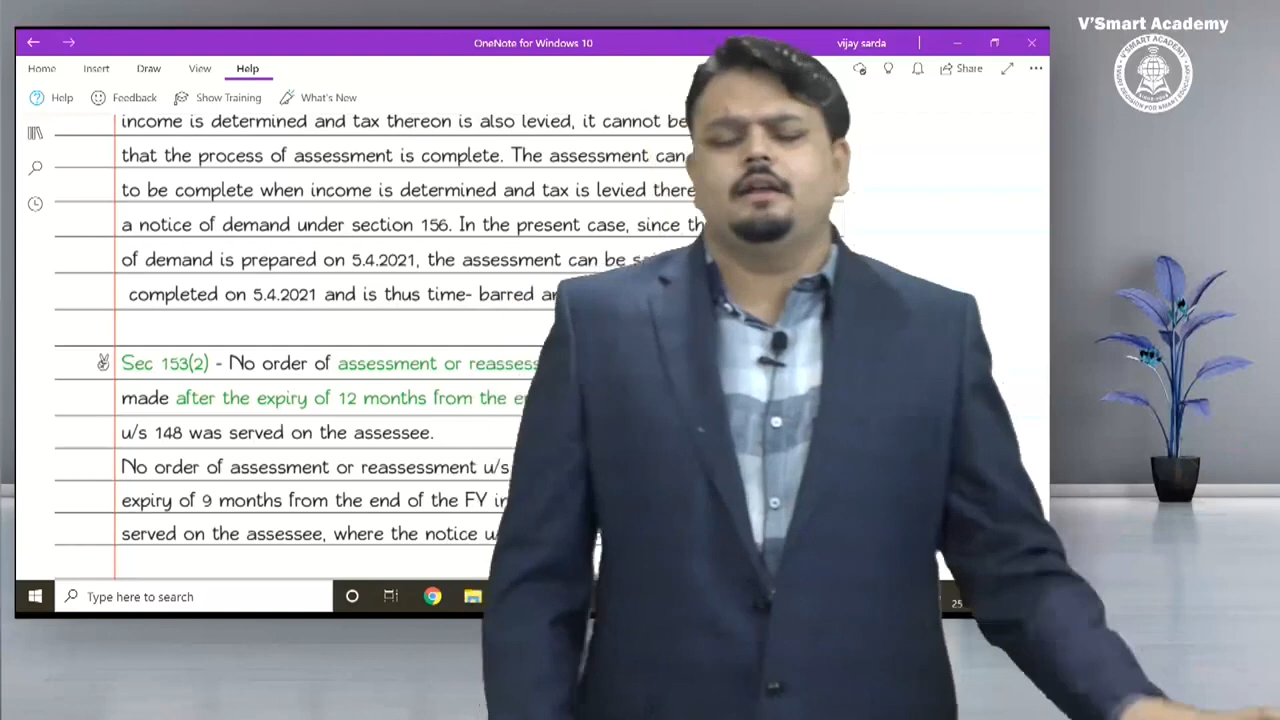 V'Smart Academy
OneNote for Windows 10
vijay sarda
Home Insert Draw View Help
Share
Help Feedback Show Training What's New
income is determined and tax thereon is also levied, it cannot be
that the process of assessment is complete. The assessment can
to be complete when income is determined and tax is levied there
a notice of demand under section 156. In the present case, since th
of demand is prepared on 5.4.2021, the assessment can be
completed on 5.4.2021 and is thus time- barred
Sec 153(2) - No order of assessment or reassess
made after the expiry of 12 months from the
u/s 148 was served on the assessee.
No order of assessment or reassessment u/s
expiry of 9 months from the end of the FY in
served on the assessee, where the notice
Type here to search
25